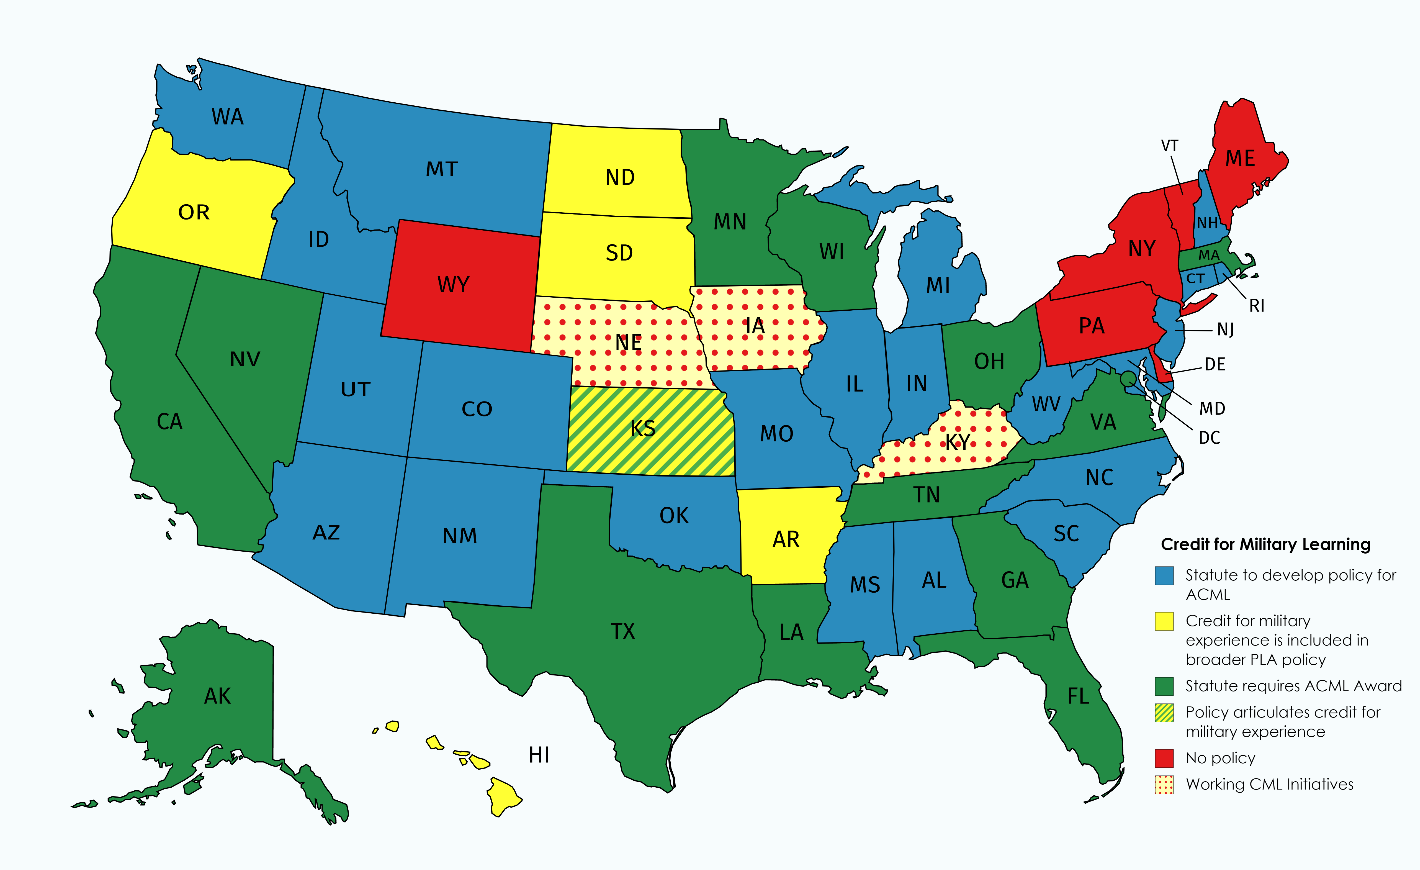 WA
MT
ND
MN
VT
ME
OR
ID
SD
WI
NH
NY
MA
WY
MI
CT
RI
NE
IA
PA
NJ
NV
OH
DE
UT
CO
IL
IN
WV
MD
CA
KS
MO
KY
VA
DC
AZ
NM
OK
AR
TN
NC
SC
MS
AL
GA
TX
LA
AK
FL
HI
Credit for Military Learning
Statute to develop policy for
ACML
Credit for military
experience is included in
broader PLA policy
Statute requires ACML Award
Policy articulates credit for
military experience
No policy
Working CML Initiatives